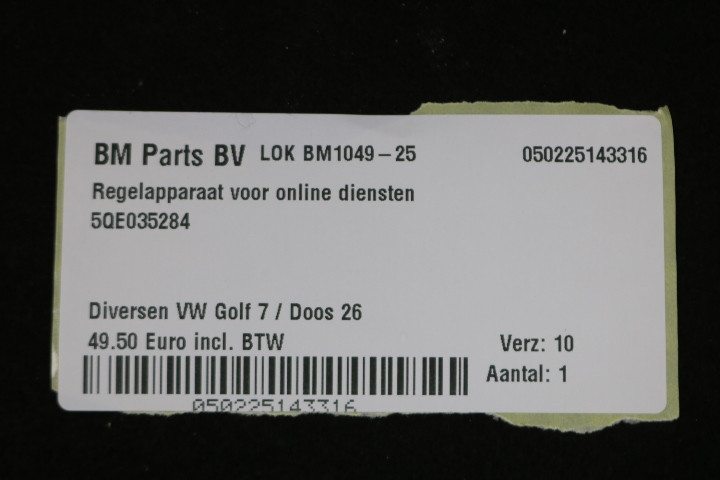 BM Parts BV LOK BM1049-25 050225143316
Regelapparaat voor online diensten
5QE035284
Diversen VW Golf 7 / Doos 26
49.50 Euro incl. BTW Verz: 10
Aantal: 1
050225143316